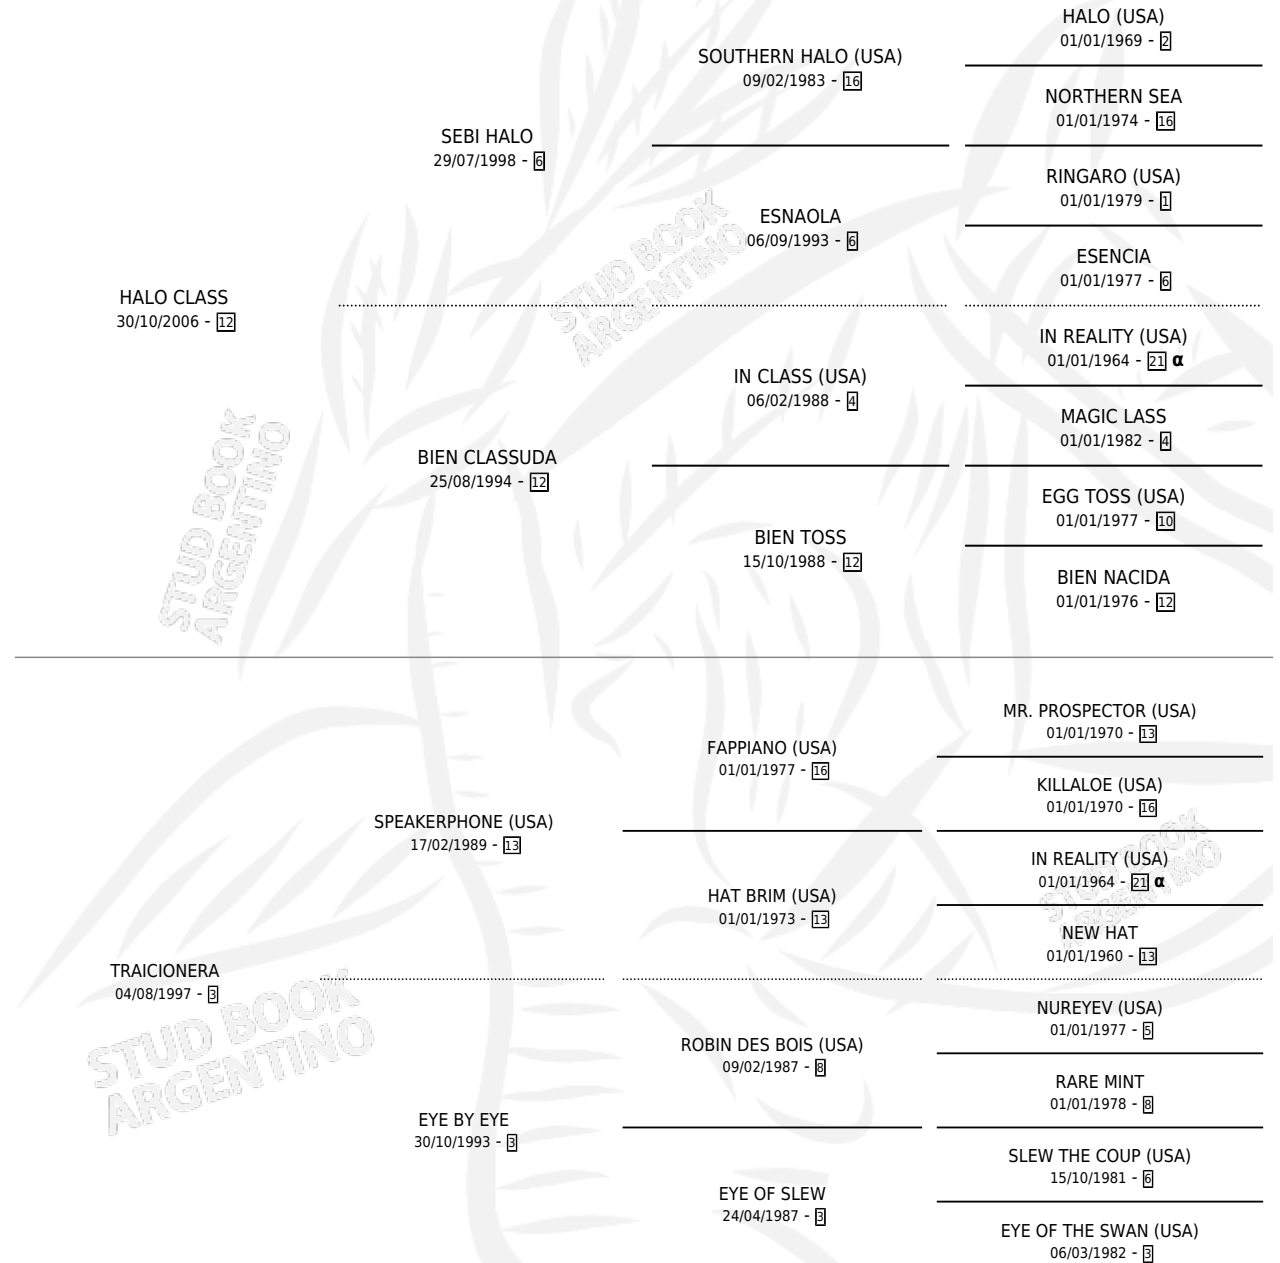 HALO (USA)
01/01/1969 - 2
SOUTHERN HALO (USA)
09/02/1983 - 16
NORTHERN SEA
01/01/1974 - 16
SEBI HALO
29/07/1998 - 6
RINGARO (USA)
01/01/1979 - 1
ESNAOLA
06/09/1993 - 6
ESENCIA
01/01/1977 - 6
HALO CLASS
30/10/2006 - 12
IN REALITY (USA)
01/01/1964 - 21 α
IN CLASS (USA)
06/02/1988 - 4
MAGIC LASS
01/01/1982 - 4
BIEN CLASSUDA
25/08/1994 - 12
EGG TOSS (USA)
01/01/1977 - 10
BIEN TOSS
15/10/1988 - 12
BIEN NACIDA
01/01/1976 - 12
STUD BOOK
ARGENTINO
STUD BOOK
ARGENTINO
MR. PROSPECTOR (USA)
01/01/1970 - 13
FAPPIANO (USA)
01/01/1977 - 16
KILLALOE (USA)
01/01/1970 - 16
SPEAKERPHONE (USA)
17/02/1989 - 13
IN REALITY (USA)
01/01/1964 - 21 α
HAT BRIM (USA)
01/01/1973 - 13
NEW HAT
01/01/1960 - 13
TRAICIONERA
04/08/1997 - 3
NUREYEV (USA)
01/01/1977 - 5
ROBIN DES BOIS (USA)
09/02/1987 - 8
RARE MINT
01/01/1978 - 8
EYE BY EYE
30/10/1993 - 3
SLEW THE COUP (USA)
15/10/1981 - 6
EYE OF SLEW
24/04/1987 - 3
EYE OF THE SWAN (USA)
06/03/1982 - 3
STUD BOOK
ARGENTINO
STUD BOOK
ARGENTINO